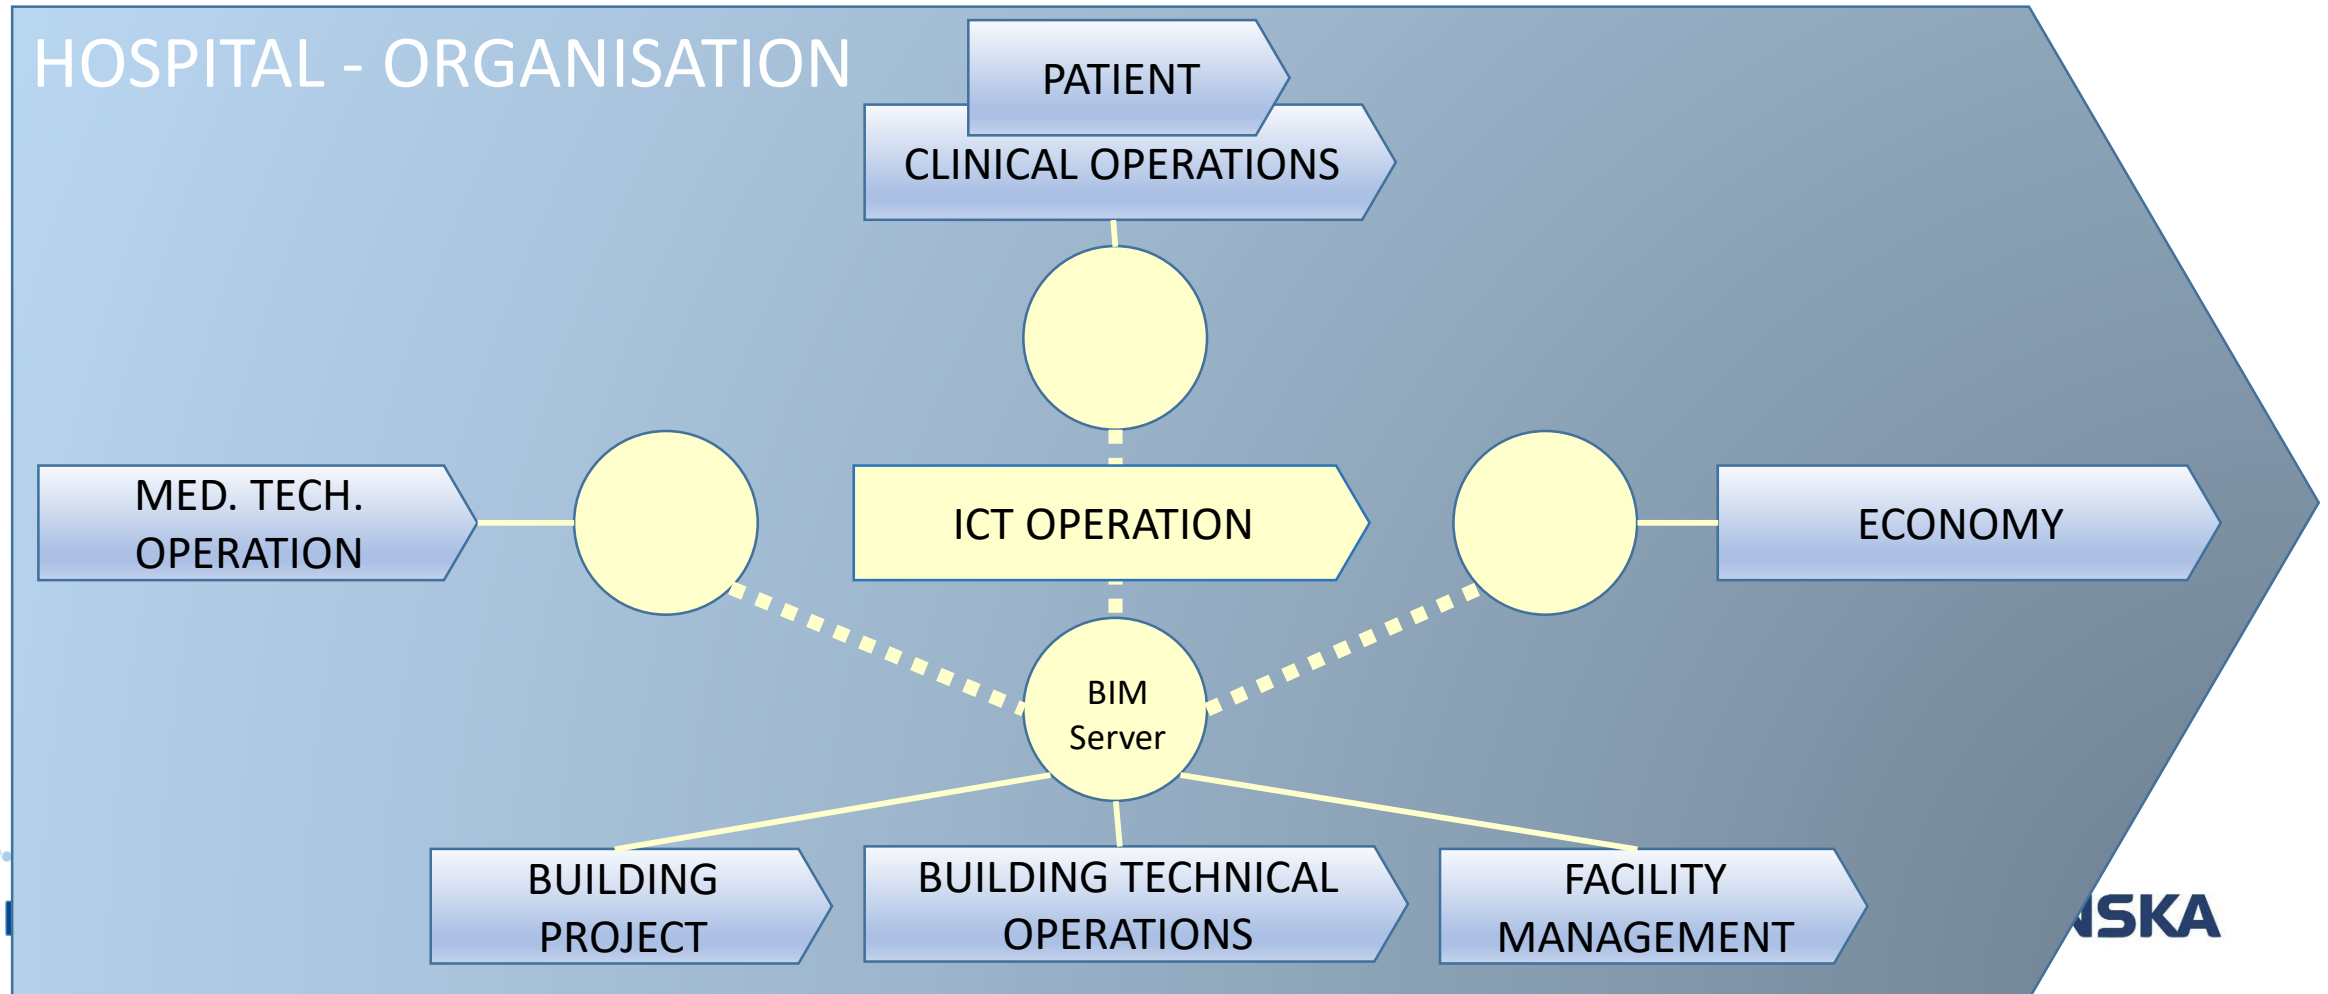 HOSPITAL - ORGANISATION
PATIENT
CLINICAL OPERATIONS
MED. TECH.
OPERATION
ICT OPERATION
ECONOMY
BIM
Server
BUILDING
PROJECT
BUILDING TECHNICAL
OPERATIONS
FACILITY
MANAGEMENT
NSKA